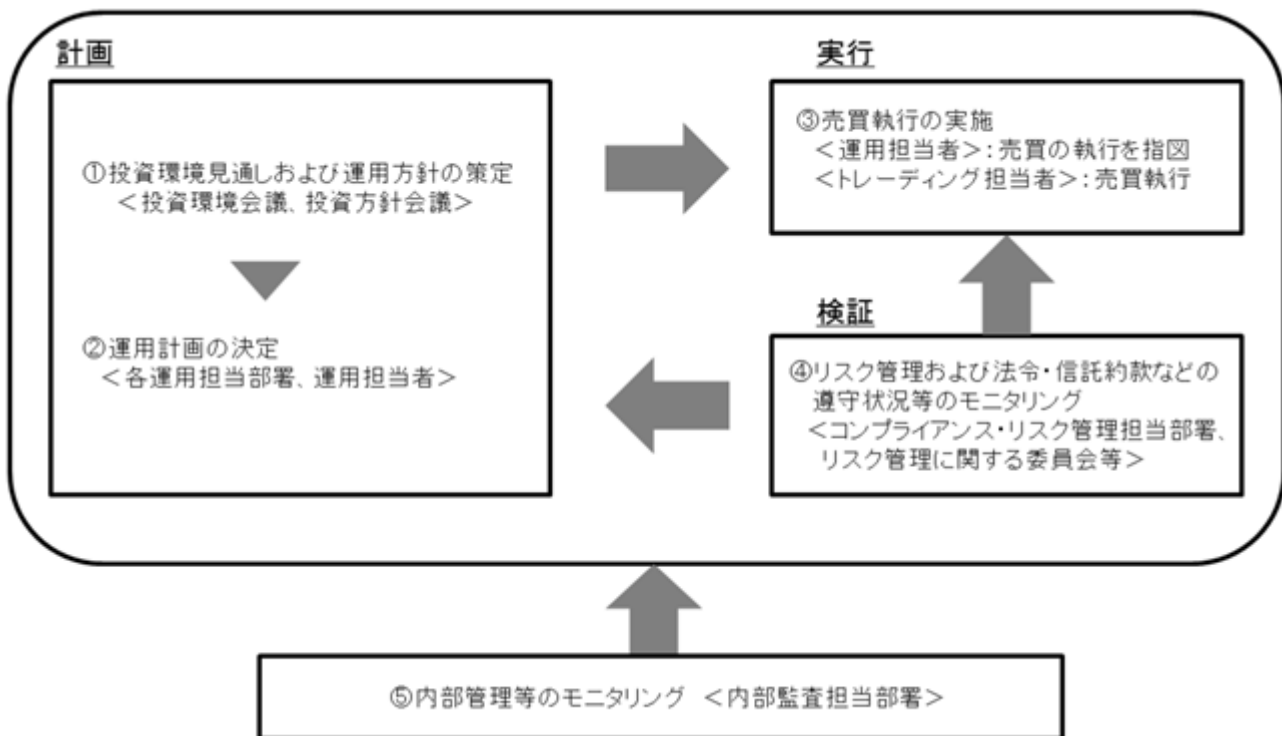 計画
①投資環境見通しおよび運用方針の策定
＜投資環境会議、投資方針会議＞
②運用計画の決定
＜各運用担当部署、運用担当者＞
実行
③売買執行の実施
＜運用担当者＞：売買の執行を指図
＜トレーディング担当者＞：売買執行
検証
④リスク管理および法令・信託約款などの
遵守状況等のモニタリング
＜コンプライアンス・リスク管理担当部署、
リスク管理に関する委員会等＞
⑤内部管理等のモニタリング ＜内部監査担当部署＞